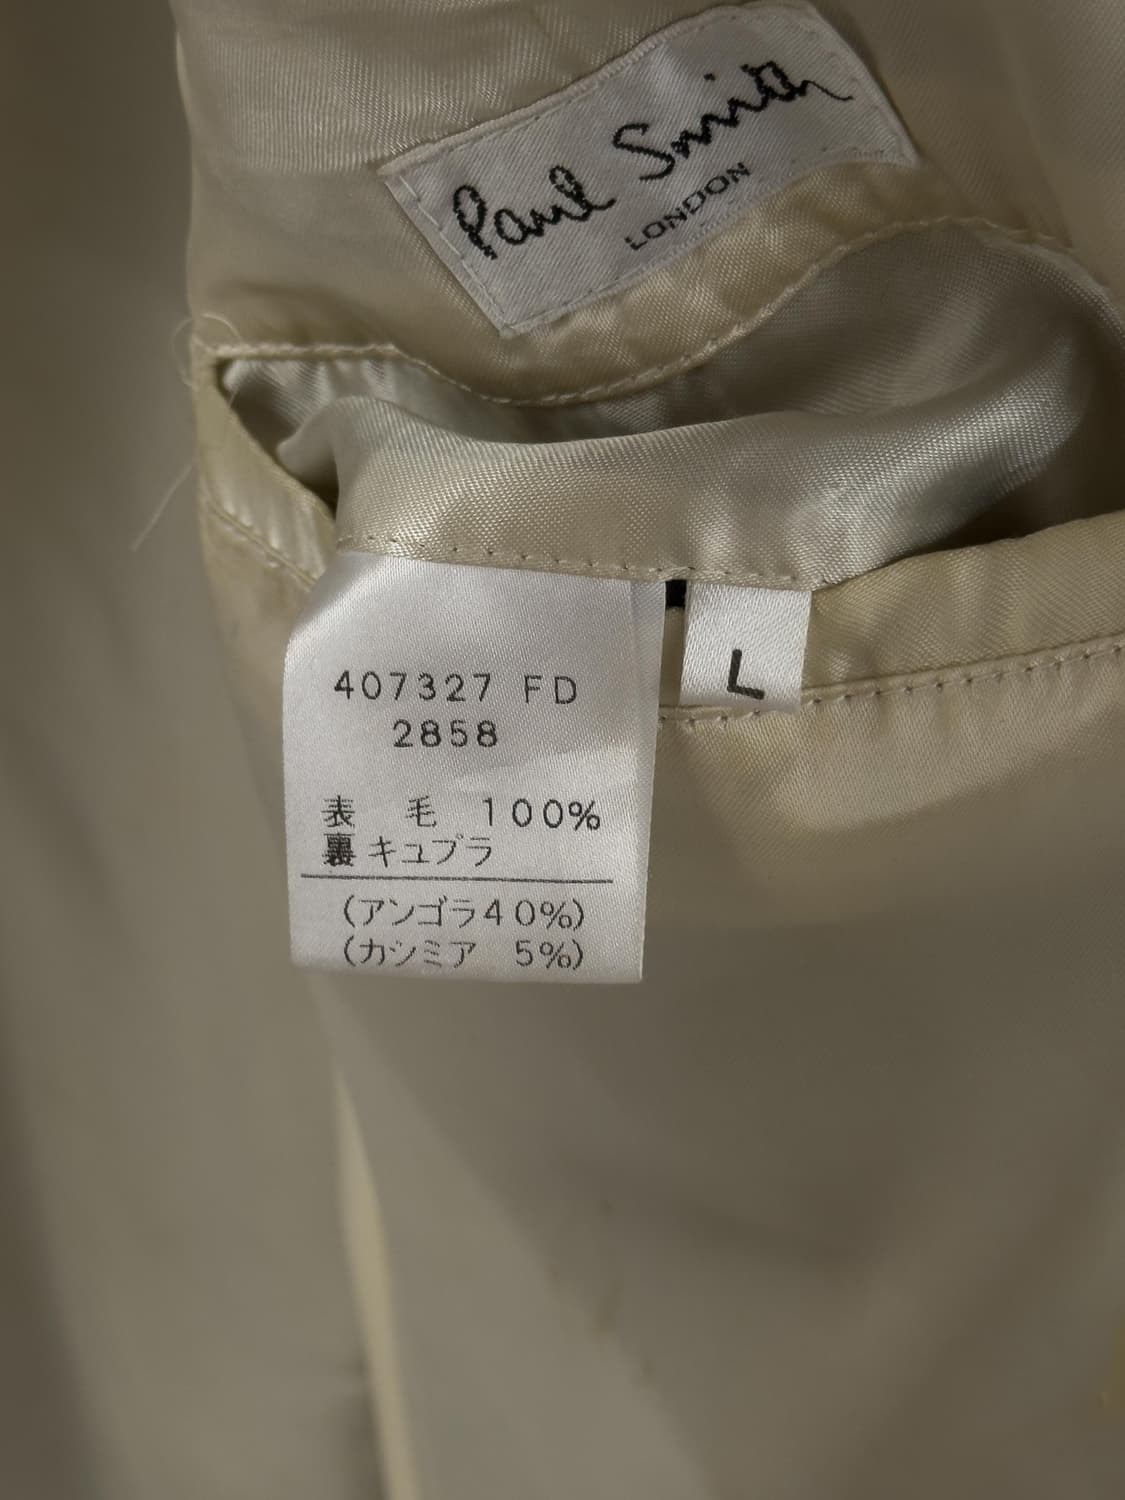 Paul Smith
LONDON
407327 FD
2858
L
表 毛 100%
裏 キュプラ
(アンゴラ40%)
(カシミア 5%)